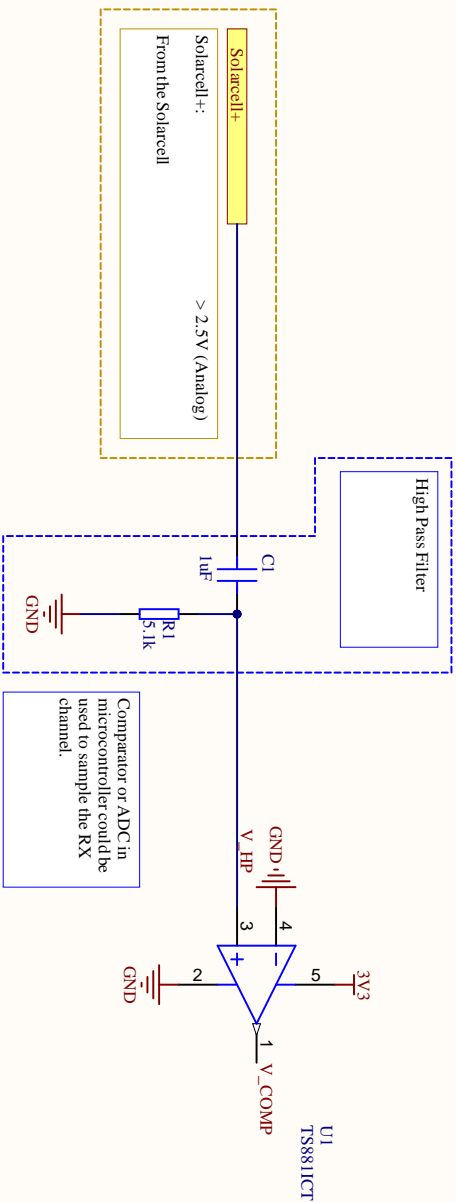 Solarcell+
Solarcell+:
> 2.5V (Analog)
From the Solarcell
High Pass Filter
C1
1uF
R1
5.1k
GND
Comparator or ADC in
microcontroller could be
used to sample the RX
channel.
V_HP
GND
3
4
2
5
1
GND
3V3
V_COMP
U1
TS881ICT